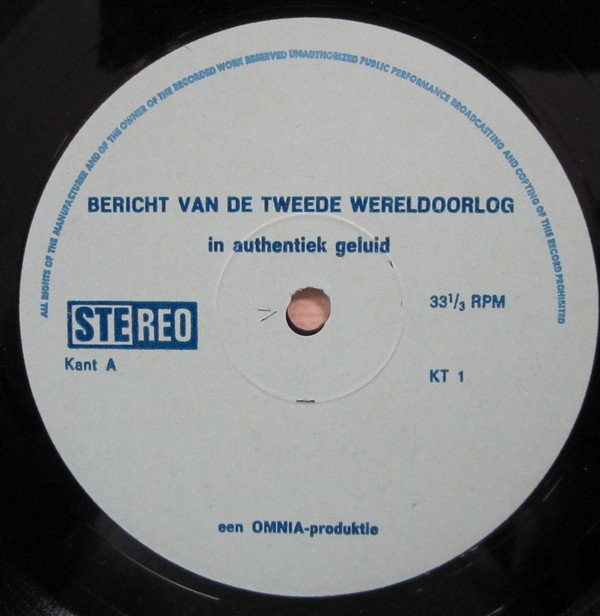 ALL RIGHTS OF THE MANUFACTURER AND OF THE OWNER OF THE RECORDED WORK RESERVED UNAUTHORIZED PUBLIC PERFORMANCE BROADCASTING AND COPYING OF THIS RECORD PROHIBITED
BERICHT VAN DE TWEEDE WERELDOORLOG
in authentiek geluid
33 1/3 RPM
STEREO
Kant A
KT 1
een OMNIA-produktie